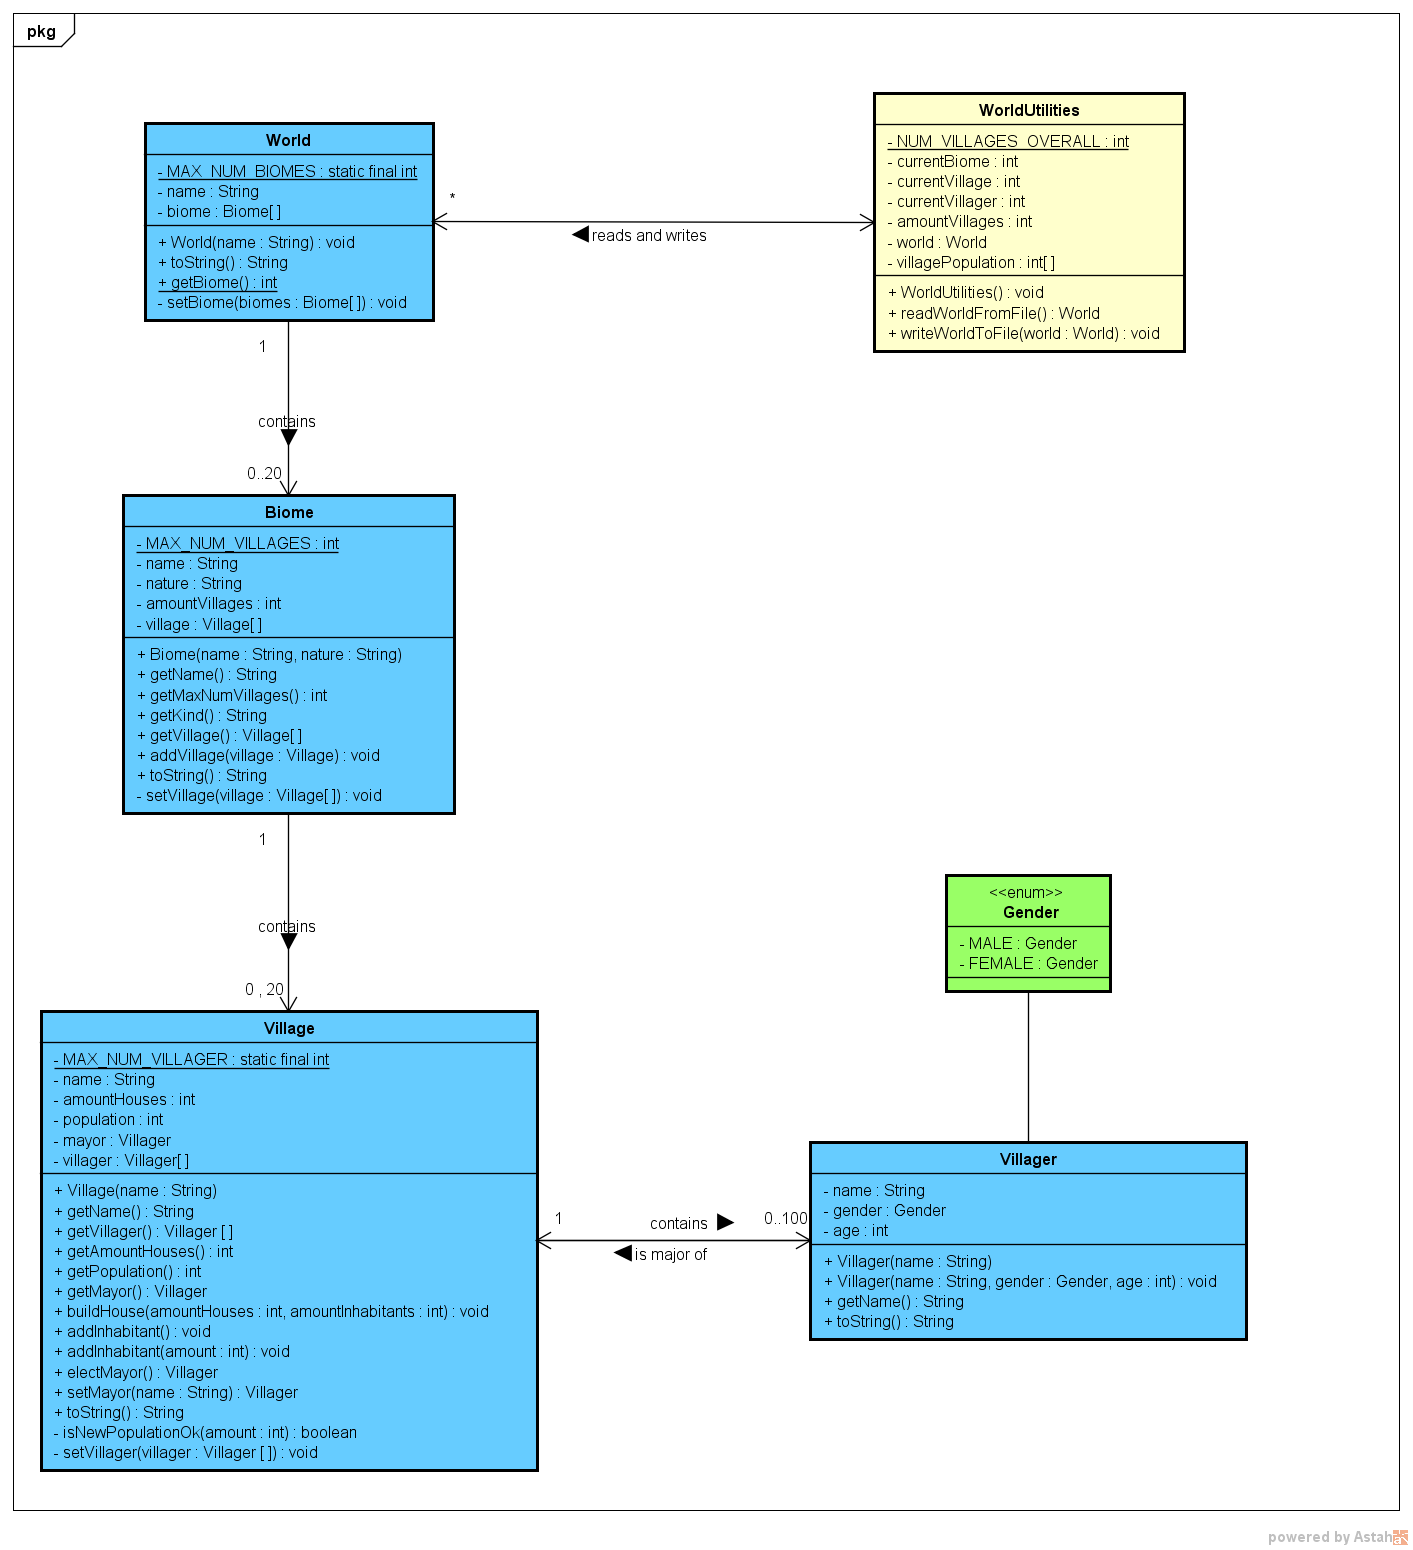 pkg
World
- MAX_NUM_BIOMES : static final int
- name : String
- biome : Biome[ ]
+ World(name : String) : void
+ toString() : String
+ getBiome() : int
- setBiome(biomes : Biome[ ]) : void
WorldUtilities
- NUM_VILLAGES_OVERALL : int
- currentBiome : int
- currentVillage : int
- currentVillager : int
- amountVillages : int
- world : World
- villagePopulation : int[ ]
+ WorldUtilities() : void
+ readWorldFromFile() : World
+ writeWorldToFile(world : World) : void
*
reads and writes
1
contains
0..20
Biome
- MAX_NUM_VILLAGES : int
- name : String
- nature : String
- amountVillages : int
- village : Village[ ]
+ Biome(name : String, nature : String)
+ getName() : String
+ getMaxNumVillages() : int
+ getKind() : String
+ getVillage() : Village[ ]
+ addVillage(village : Village) : void
+ toString() : String
- setVillage(village : Village[ ]) : void
1
contains
0 , 20
<<enum>>
Gender
- MALE : Gender
- FEMALE : Gender
Village
- MAX_NUM_VILLAGER : static final int
- name : String
- amountHouses : int
- population : int
- mayor : Villager
- villager : Villager[ ]
+ Village(name : String)
+ getName() : String
+ getVillager() : Villager [ ]
+ getAmountHouses() : int
+ getPopulation() : int
+ getMayor() : Villager
+ buildHouse(amountHouses : int, amountInhabitants : int) : void
+ addInhabitant() : void
+ addInhabitant(amount : int) : void
+ electMayor() : Villager
+ setMayor(name : String) : Villager
+ toString() : String
- isNewPopulationOk(amount : int) : boolean
- setVillager(villager : Villager [ ]) : void
1
contains
0..100
is major of
Villager
- name : String
- gender : Gender
- age : int
+ Villager(name : String)
+ Villager(name : String, gender : Gender, age : int) : void
+ getName() : String
+ toString() : String
powered by Astah